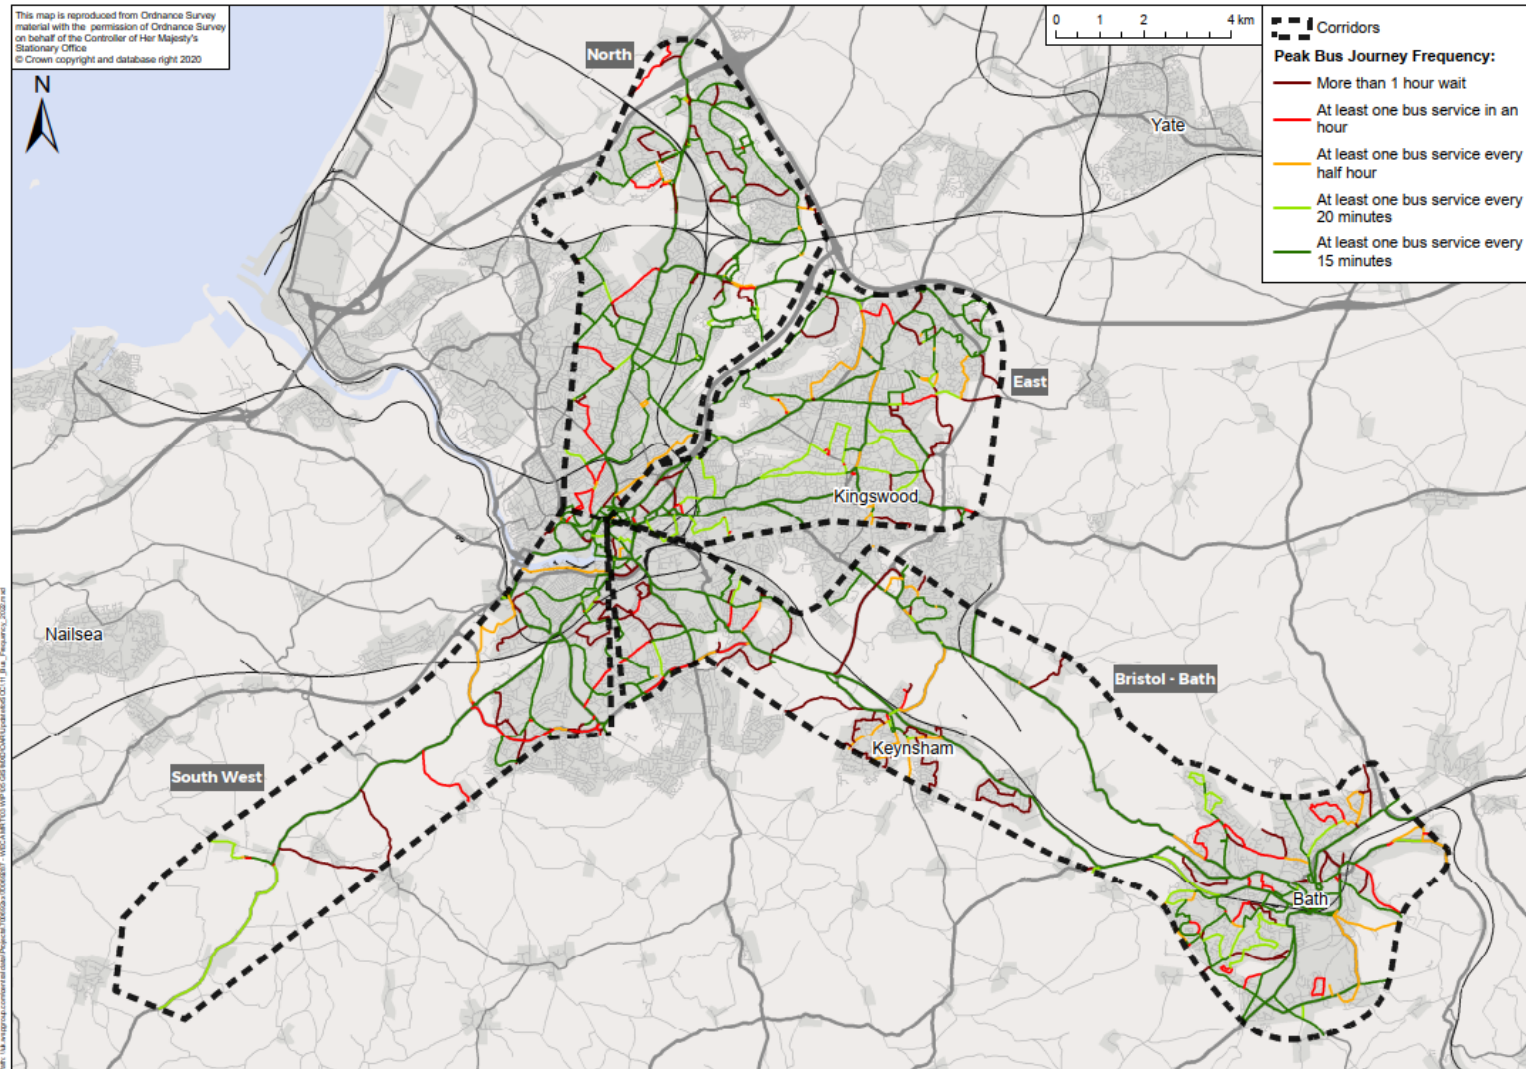 This map is reproduced from Ordnance Survey
material with the permission of Ordnance Survey
on behalf of the Controller of Her Majesty's
Stationary Office
© Crown copyright and database right 2020
N
0 1 2 4 km
Corridors
Peak Bus Journey Frequency:
More than 1 hour wait
At least one bus service in an
hour
At least one bus service every
half hour
At least one bus service every
20 minutes
At least one bus service every
15 minutes
North
Yate
East
Kingswood
Nailsea
Bristol - Bath
Keynsham
South West
Bath